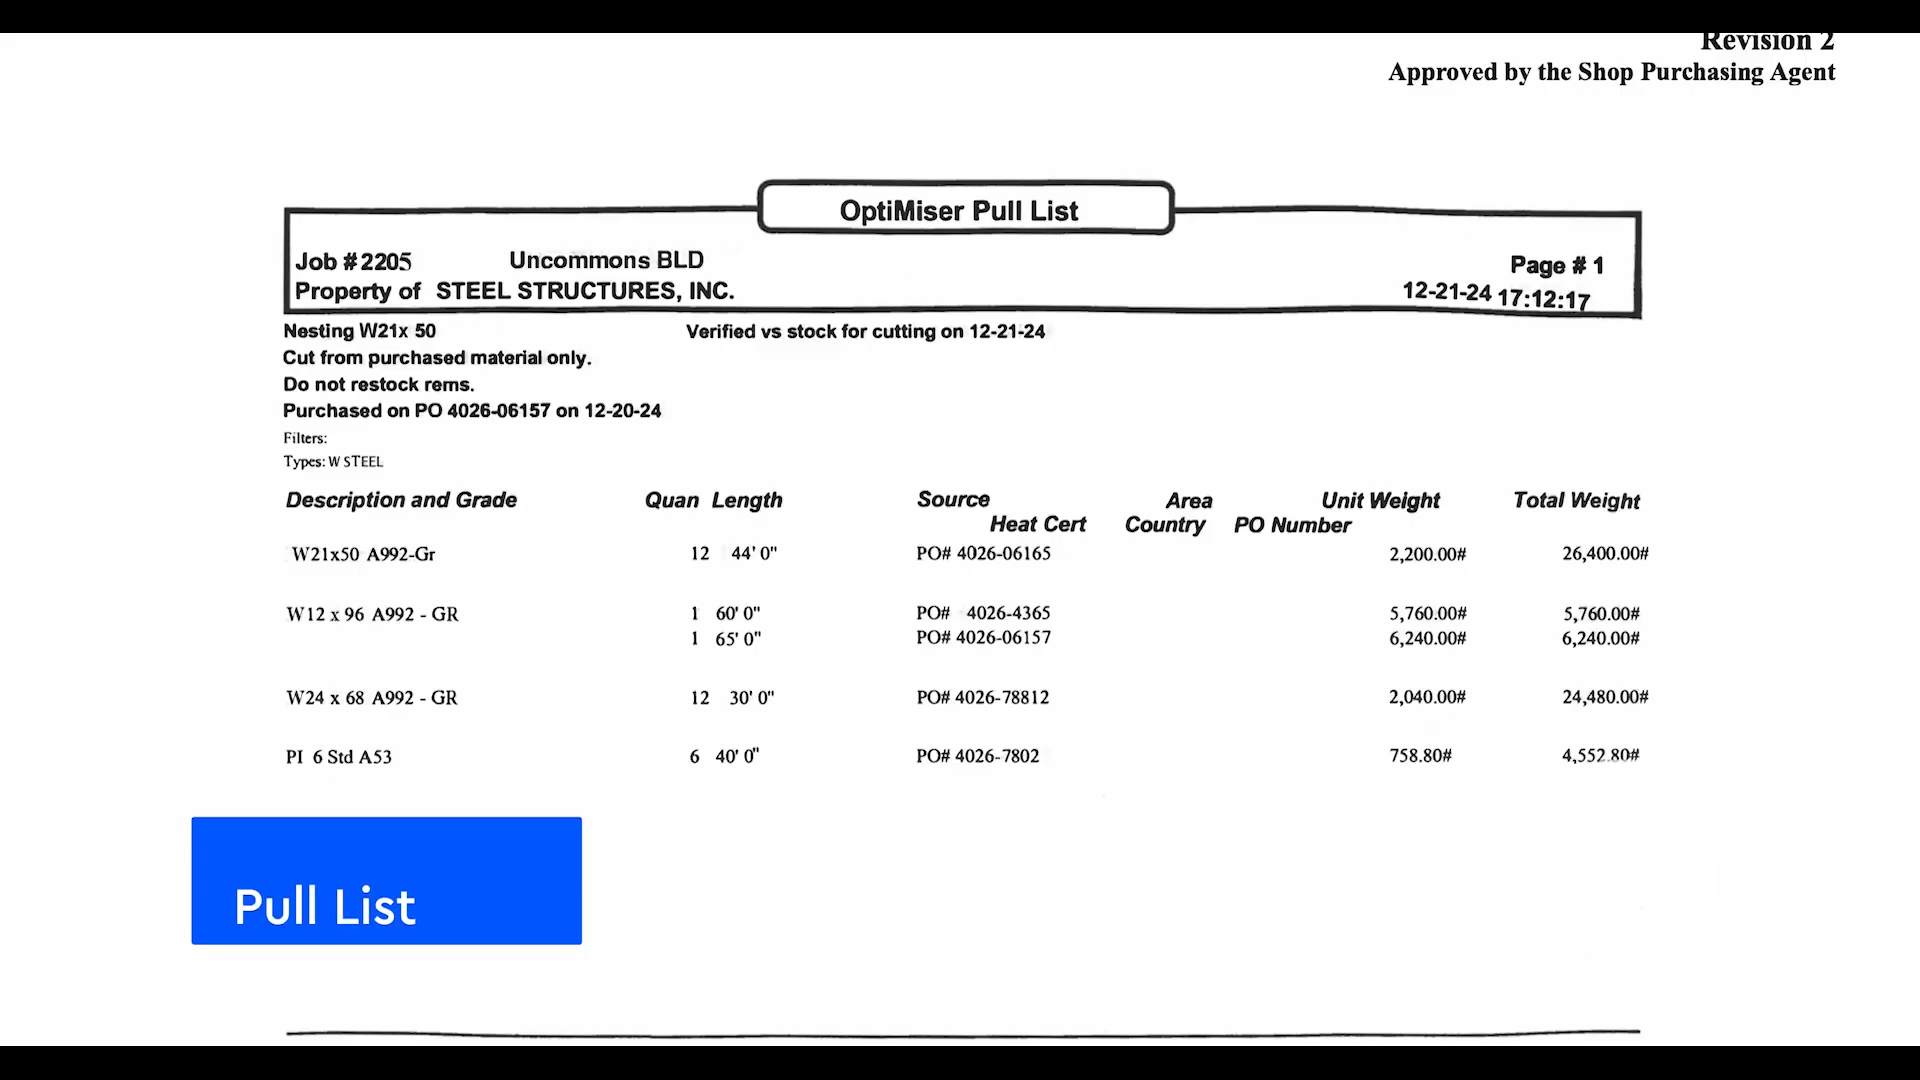 Revision 2
Approved by the Shop Purchasing Agent
OptiMiser Pull List
Job #2205 Uncommons BLD Page # 1
Property of STEEL STRUCTURES, INC. 12-21-24 17:12:17
Nesting W21x 50 Verified vs stock for cutting on 12-21-24
Cut from purchased material only.
Do not restock rems.
Purchased on PO 4026-06157 on 12-20-24
Filters:
Types: W STEEL
Description and Grade Quan Length Source Area Unit Weight Total Weight
Heat Cert Country PO Number
W21x50 A992-Gr 12 44' 0" PO# 4026-06165 2,200.00# 26,400.00#
W12 x 96 A992 - GR 1 60' 0" PO# 4026-4365 5,760.00# 5,760.00#
1 65' 0" PO# 4026-06157 6,240.00# 6,240.00#
W24 x 68 A992 - GR 12 30' 0" PO# 4026-78812 2,040.00# 24,480.00#
PI 6 Std A53 6 40' 0" PO# 4026-7802 758.80# 4,552.80#
Pull List